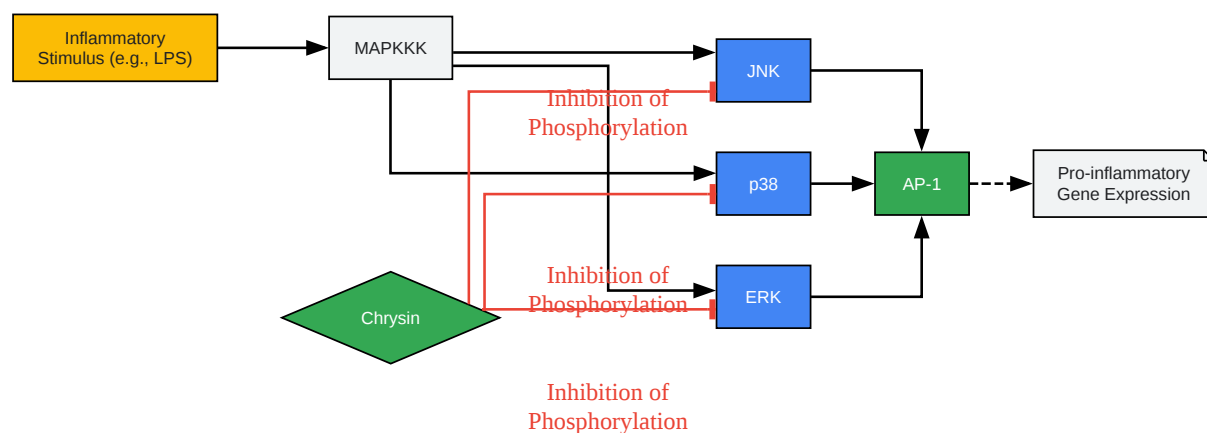 Inflammatory
Stimulus (e.g., LPS)
MAPKKK
JNK
Inhibition of
Phosphorylation
p38
AP-1
Pro-inflammatory
Gene Expression
Inhibition of
Phosphorylation
ERK
Chrysin
Inhibition of
Phosphorylation